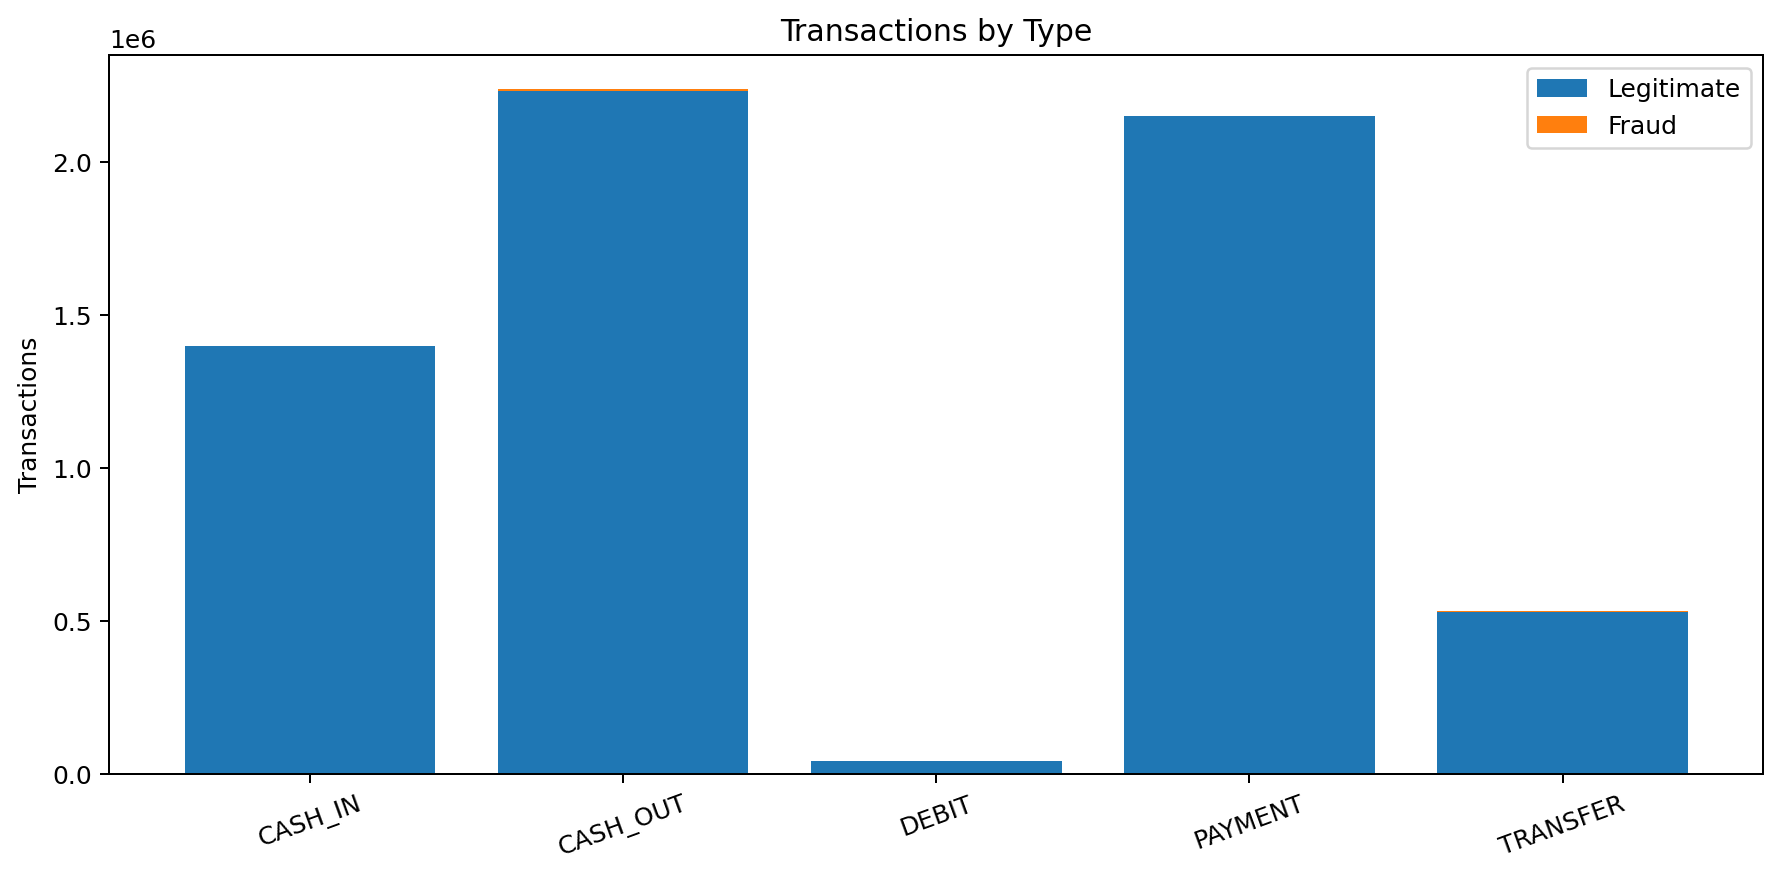 Transactions by Type
1e6
Legitimate
Fraud
2.0
1.5
1.0
0.5
0.0
Transactions
CASH_IN
CASH_OUT
DEBIT
PAYMENT
TRANSFER